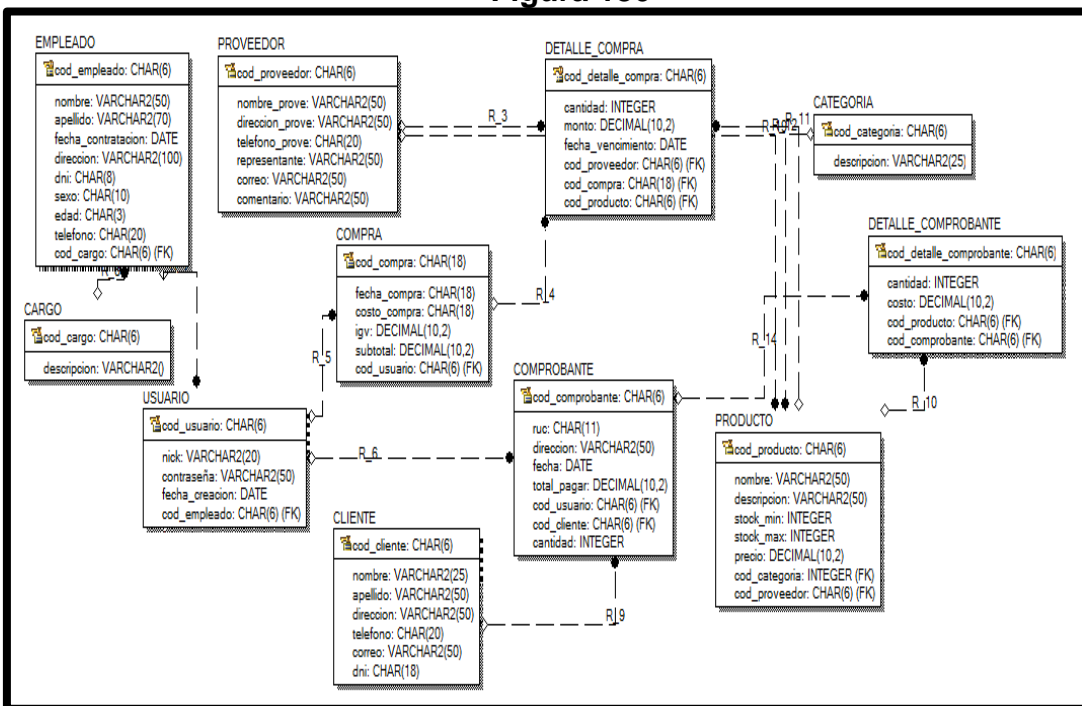 EMPLEADO
cod_empleado: CHAR(6)
nombre: VARCHAR2(50)
apellido: VARCHAR2(70)
fecha_contratacion: DATE
direccion: VARCHAR2(100)
dni: CHAR(8)
sexo: CHAR(10)
edad: CHAR(3)
telefono: CHAR(20)
cod_cargo: CHAR(6) (FK)
PROVEEDOR
cod_proveedor: CHAR(6)
nombre_prove: VARCHAR2(50)
direccion_prove: VARCHAR2(50)
telefono_prove: CHAR(20)
representante: VARCHAR2(50)
correo: VARCHAR2(50)
comentario: VARCHAR2(50)
R_3
DETALLE_COMPRA
cod_detalle_compra: CHAR(6)
cantidad: INTEGER
monto: DECIMAL(10,2)
fecha_vencimiento: DATE
cod_proveedor: CHAR(6) (FK)
cod_compra: CHAR(18) (FK)
cod_producto: CHAR(6) (FK)
R_11
CATEGORIA
cod_categoria: CHAR(6)
descripcion: VARCHAR2(25)
DETALLE_COMPROBANTE
cod_detalle_comprobante: CHAR(6)
cantidad: INTEGER
costo: DECIMAL(10,2)
cod_producto: CHAR(6) (FK)
cod_comprobante: CHAR(6) (FK)
COMPRA
cod_compra: CHAR(18)
fecha_compra: CHAR(18)
costo_compra: CHAR(18)
igv: DECIMAL(10,2)
subtotal: DECIMAL(10,2)
cod_usuario: CHAR(6) (FK)
R_4
R_14
CARGO
cod_cargo: CHAR(6)
descripcion: VARCHAR2()
R_5
USUARIO
cod_usuario: CHAR(6)
nick: VARCHAR2(20)
contraseña: VARCHAR2(50)
fecha_creacion: DATE
cod_empleado: CHAR(6) (FK)
R_6
COMPROBANTE
cod_comprobante: CHAR(6)
ruc: CHAR(11)
direccion: VARCHAR2(50)
fecha: DATE
total_pagar: DECIMAL(10,2)
cod_usuario: CHAR(6) (FK)
cod_cliente: CHAR(6) (FK)
cantidad: INTEGER
R_10
PRODUCTO
cod_producto: CHAR(6)
nombre: VARCHAR2(50)
descripcion: VARCHAR2(50)
stock_min: INTEGER
stock_max: INTEGER
precio: DECIMAL(10,2)
cod_categoria: INTEGER (FK)
cod_proveedor: CHAR(6) (FK)
CLIENTE
cod_cliente: CHAR(6)
nombre: VARCHAR2(25)
apellido: VARCHAR2(50)
direccion: VARCHAR2(50)
telefono: CHAR(20)
correo: VARCHAR2(50)
dni: CHAR(18)
R_9